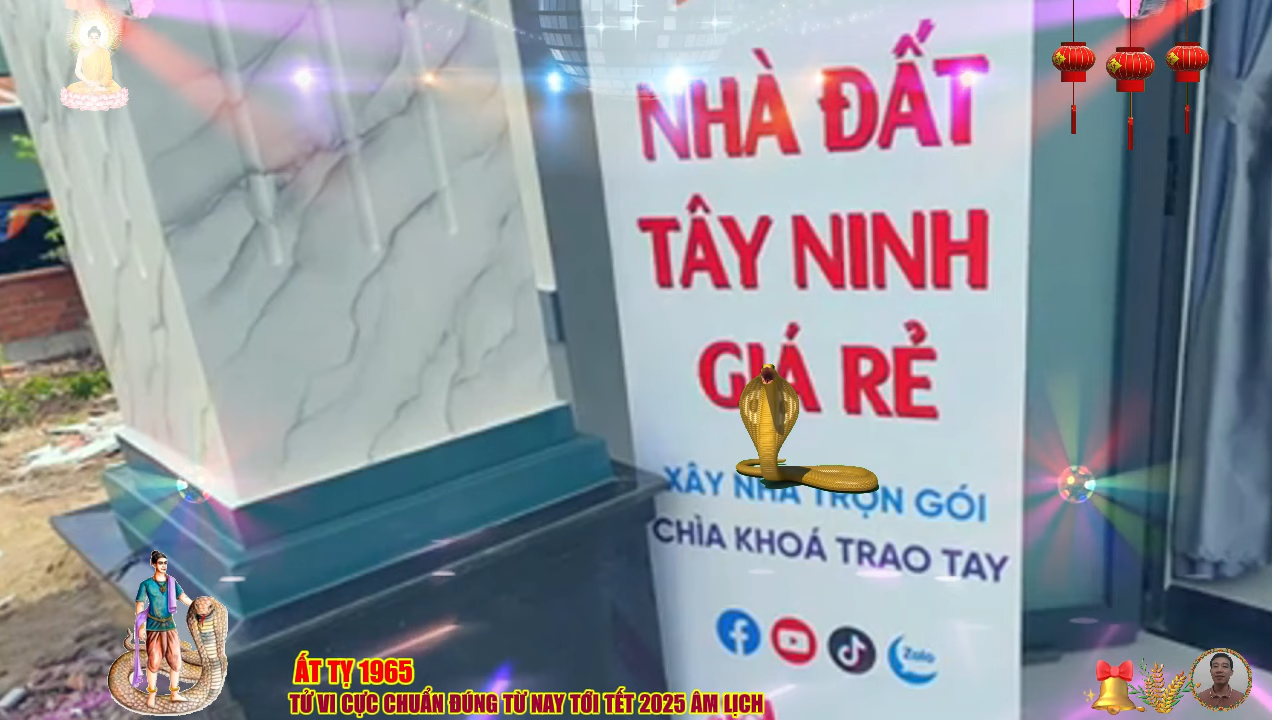 NHÀ ĐẤT
TÂY NINH
GIÁ RẺ
XÂY NHÀ TRỌN GÓI
CHÌA KHOÁ TRAO TAY
Zalo
ẤT TỴ 1965
TỬ VI CỰC CHUẨN ĐÚNG TỪ NAY TỚI TẾT 2025 ÂM LỊCH